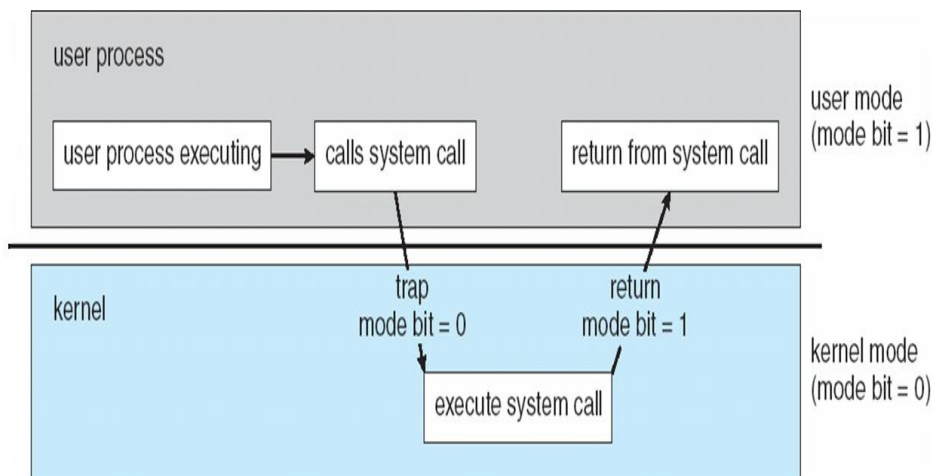 user process
user process executing
calls system call
return from system call
user mode
(mode bit = 1)
kernel
trap
mode bit = 0
return
mode bit = 1
execute system call
kernel mode
(mode bit = 0)